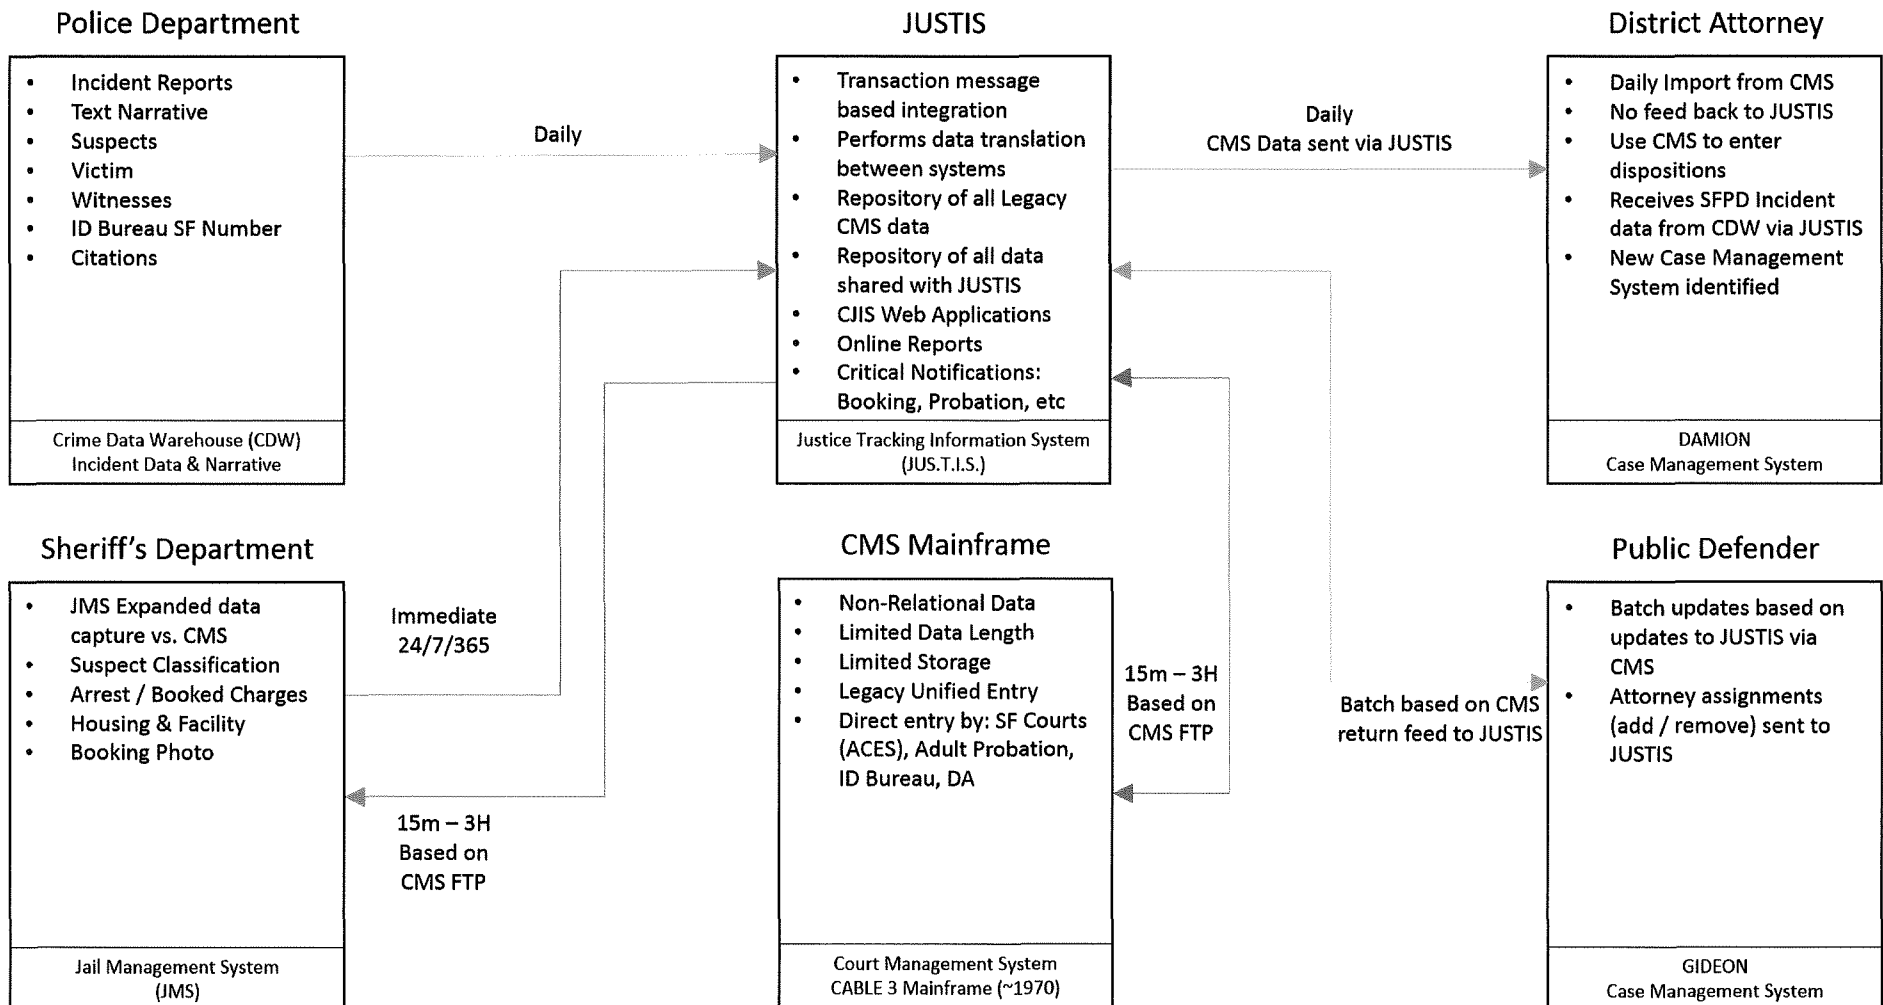 Police Department
• Incident Reports
• Text Narrative
• Suspects
• Victim
• Witnesses
• ID Bureau SF Number
• Citations
Crime Data Warehouse (CDW)
Incident Data & Narrative
Daily
JUSTIS
• Transaction message
based integration
• Performs data translation
between systems
• Repository of all Legacy
CMS data
• Repository of all data
shared with JUSTIS
• CJIS Web Applications
• Online Reports
• Critical Notifications:
Booking, Probation, etc
Justice Tracking Information System
(JUS.T.I.S.)
Daily
CMS Data sent via JUSTIS
District Attorney
• Daily Import from CMS
• No feed back to JUSTIS
• Use CMS to enter
dispositions
• Receives SFPD Incident
data from CDW via JUSTIS
• New Case Management
System identified
DAMION
Case Management System
Sheriff's Department
• JMS Expanded data
capture vs. CMS
• Suspect Classification
• Arrest / Booked Charges
• Housing & Facility
• Booking Photo
Jail Management System
(JMS)
Immediate
24/7/365
15m – 3H
Based on
CMS FTP
CMS Mainframe
• Non-Relational Data
• Limited Data Length
• Limited Storage
• Legacy Unified Entry
• Direct entry by: SF Courts
(ACES), Adult Probation,
ID Bureau, DA
Court Management System
CABLE 3 Mainframe (~1970)
15m – 3H
Based on
CMS FTP
Batch based on CMS
return feed to JUSTIS
Public Defender
• Batch updates based on
updates to JUSTIS via
CMS
• Attorney assignments
(add / remove) sent to
JUSTIS
GIDEON
Case Management System